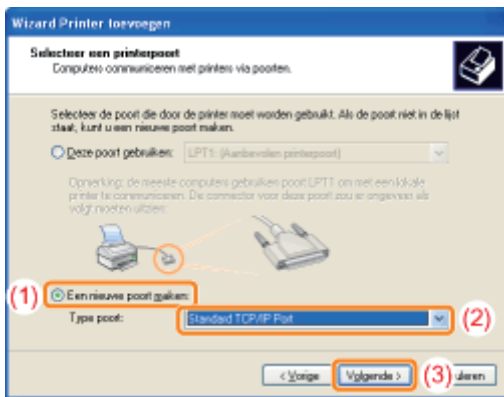 Wizard Printer toevoegen
Selecteer een printerpoort
Computers communiceren met printers via poorten.
Selecteer de poort die door de printer moet worden gebruikt. Als de poort niet in de lijst
staat, kunt u een nieuwe poort maken.
Deze poort gebruiken: LPT1: (Aanbevolen printerpoort)
Opmerking: de meeste computers gebruiken poort LPT1 om met een lokale
printer te communiceren. De connector voor deze poort zou er ongeveer als
volgt moeten uitzien:
(1) Een nieuwe poort maken:
Type poort: Standard TCP/IP Port (2)
< Vorige Volgende > (3) uleren